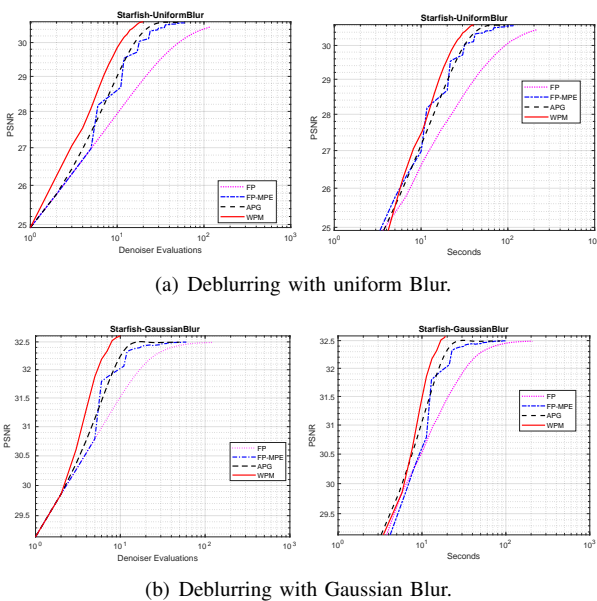 Starfish-UniformBlur
30
29
28
27
26
25
PSNR
FP
FP-MPE
APG
WPM
10^0
10^1
10^2
10^3
Denoiser Evaluations
Starfish-UniformBlur
30
29
28
27
26
25
PSNR
FP
FP-MPE
APG
WPM
10^0
10^1
10^2
10^3
Seconds
(a) Deblurring with uniform Blur.
Starfish-GaussianBlur
32.5
32
31.5
31
30.5
30
29.5
PSNR
FP
FP-MPE
APG
WPM
10^0
10^1
10^2
10^3
Denoiser Evaluations
Starfish-GaussianBlur
32.5
32
31.5
31
30.5
30
29.5
PSNR
FP
FP-MPE
APG
WPM
10^0
10^1
10^2
10^3
Seconds
(b) Deblurring with Gaussian Blur.